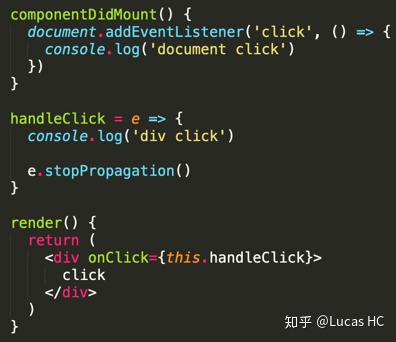 componentDidMount() {
  document.addEventListener('click', () => {
    console.log('document click')
  })
}

handleClick = e => {
  console.log('div click')

  e.stopPropagation()
}

render() {
  return (
    <div onClick={this.handleClick}>
      click
    </div>
  )
}
知乎 @Lucas HC